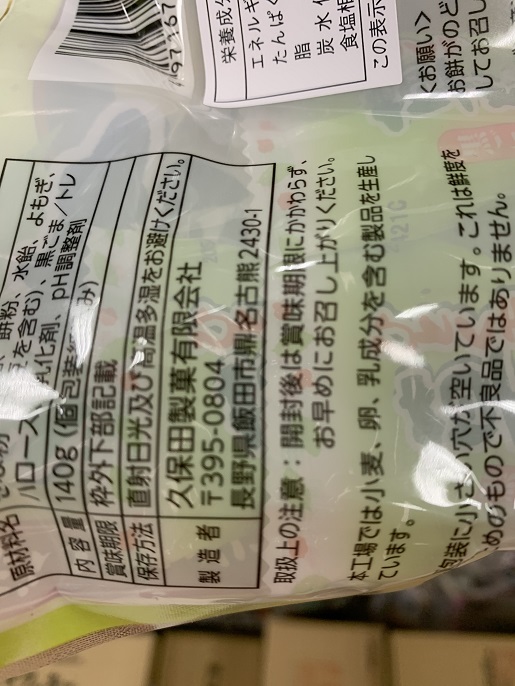 栄養成分
エネルギ
たんぱく
脂
炭水
食塩相
この表示
くお願い>
お餅がのど
してお召し
原材料名
、餅粉、水飴、よもぎ、
を含む)、黒ごま/トレ
ハロース
乳化剤、pH調整剤
内容量 140g(個包装
み)
賞味期限 枠外下部記載
保存方法 直射日光及び高温多湿をお避けください。
製造者 久保田製菓有限会社
〒395-0804
長野県飯田市鼎名古熊2430-1
取扱上の注意:開封後は賞味期限にかかわらず、
お早めにお召し上がりください。
本工場では小麦、卵、乳成分を含む製品を生産し
ています。
包装に小さい穴が空いています。これは鮮度を
めのもので不良品ではありません。